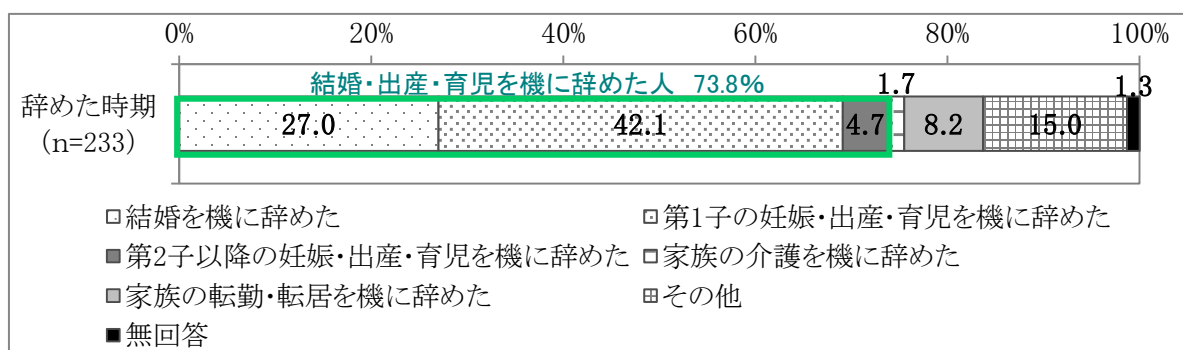 0% 20% 40% 60% 80% 100%
結婚・出産・育児を機に辞めた人 73.8%
1.7 1.3
辞めた時期
(n=233)
27.0 42.1 4.7 8.2 15.0
結婚を機に辞めた 第1子の妊娠・出産・育児を機に辞めた
第2子以降の妊娠・出産・育児を機に辞めた 家族の介護を機に辞めた
家族の転勤・転居を機に辞めた その他
無回答